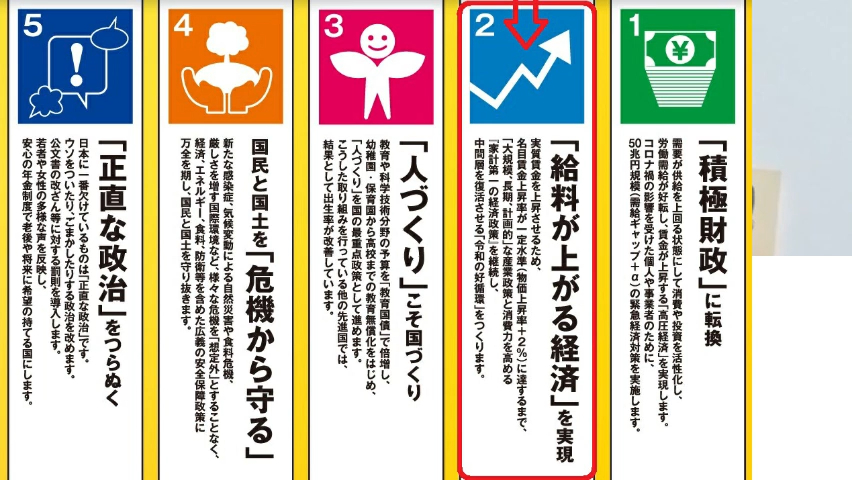 1
¥
「積極財政」に転換
需要が供給を上回る状態にして消費や投資を活性化し、
労働需給が好転し、賃金が上昇する「高圧経済」を実現します。
コロナ禍の影響を受けた個人や事業者のために、
50兆円規模(需給ギャップ+α)の緊急経済対策を実施します。
2
「給料が上がる経済」を実現
実質賃金を上昇させるため、
名目賃金上昇率が一定水準(物価上昇率+2%)に達するまで、
「大規模、長期、計画的」な産業政策と消費力を高める
「家計第一の経済政策」を継続し、
中間層を復活させる「令和の好循環」をつくります。
3
「人づくり」こそ国づくり
教育や科学技術分野の予算を「教育国債」で倍増し、
幼稚園・保育園から高校までの教育無償化をはじめ、
「人づくり」を国の最重点政策として進めます。
こうした取り組みを行っている他の先進国では、
結果として出生率が改善しています。
4
国民と国土を「危機から守る」
新たな感染症、気候変動による自然災害や食料危機、
厳しさを増す国際環境など、様々な危機を「想定外」とすることなく、
経済、エネルギー、食料、防衛等を含めた広義の安全保障政策に
万全を期し、国民と国土を守り抜きます。
5
!
「正直な政治」をつらぬく
日本に一番欠けているものは「正直な政治」です。
ウソをついたり、ごまかしたりする政治を改めます。
公文書の改ざん等に対する罰則を導入します。
若者や女性の多様な声を反映し、
安心の年金制度で老後や将来に希望の持てる国にします。